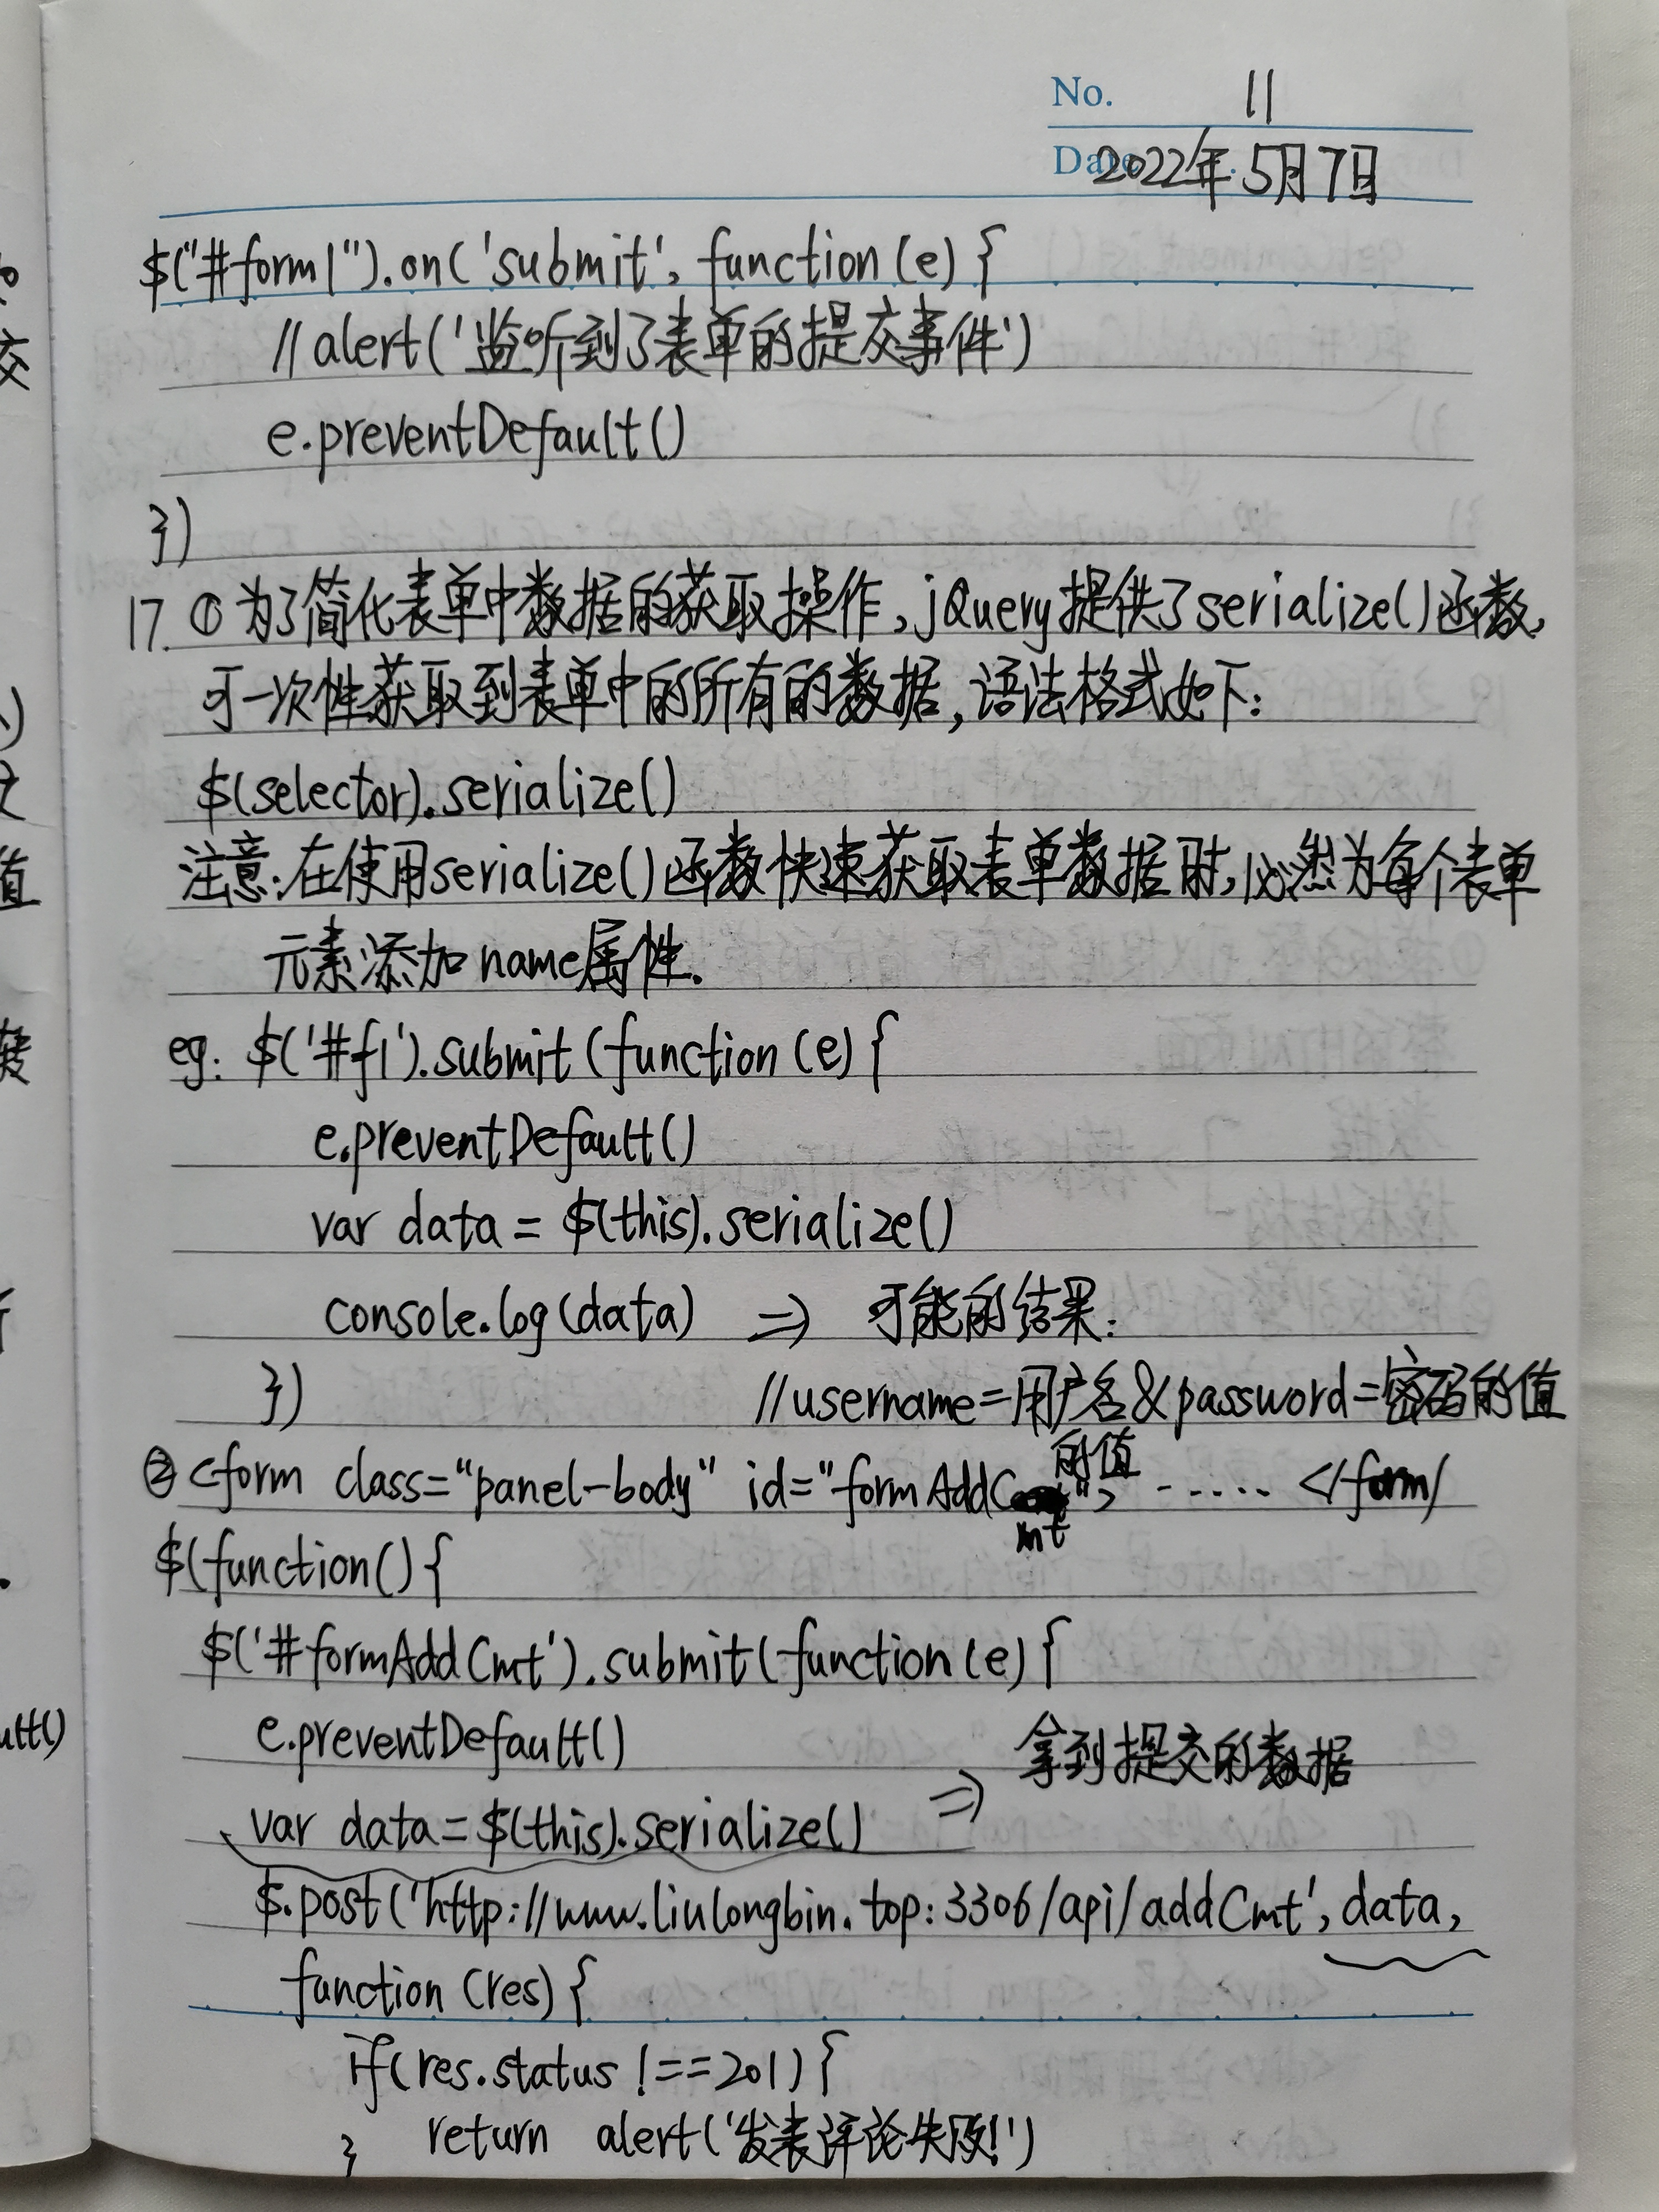 No. 11
Date 2022年5月7日
$("#form1").on('submit', function(e){
//alert('监听到了表单的提交事件')
e.preventDefault()
})
17. ①为了简化表单中数据的获取操作,jQuery提供了serialize()函数,
可一次性获取到表单中的所有的数据,语法格式如下:
$(selector).serialize()
注意:在使用serialize()函数快速获取表单数据时,必然为每个表单
元素添加name属性.
eg: $('#f1').submit(function(e){
e.preventDefault()
var data = $(this).serialize()
console.log(data) => 可能的结果:
}) //username=用户名&password=密码的值
的值
②<form class="panel-body" id="formAddCmt"> ...... </form/
$(function(){
$('#formAddCmt').submit(function(e){
e.preventDefault()
拿到提交的数据
var data=$(this).serialize() =>
$.post('http://www.liulongbin.top:3306/api/addCmt', data,
function(res){
if(res.status !==201){
return alert('发表评论失败!')
}
交
值
转
ult()